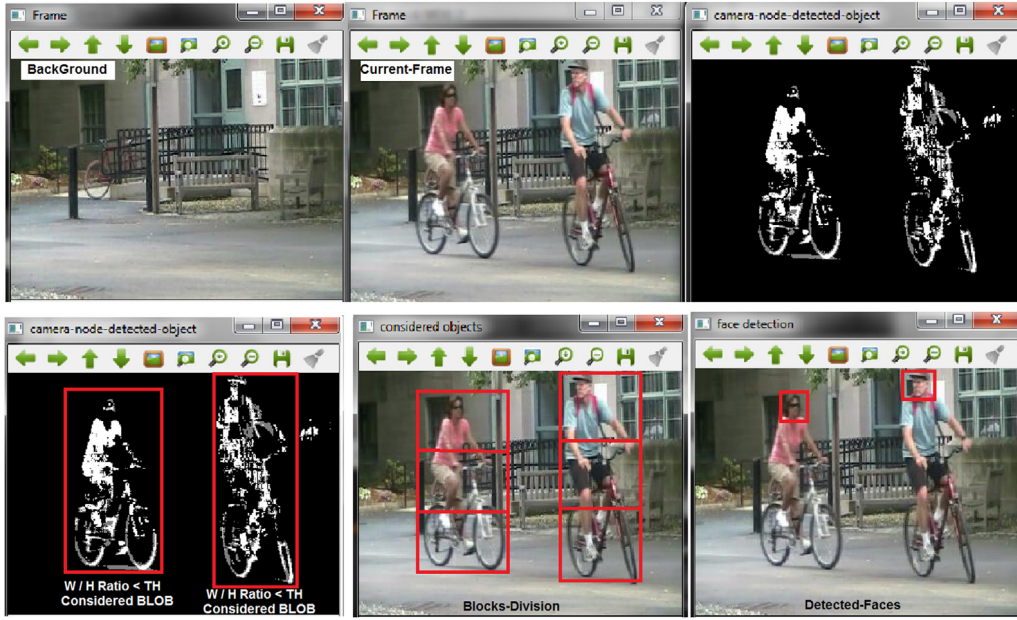 Frame
BackGround
Frame
Current-Frame
camera-node-detected-object
camera-node-detected-object
W / H Ratio < TH
Considered BLOB
W / H Ratio < TH
Considered BLOB
considered objects
Blocks-Division
face detection
Detected-Faces